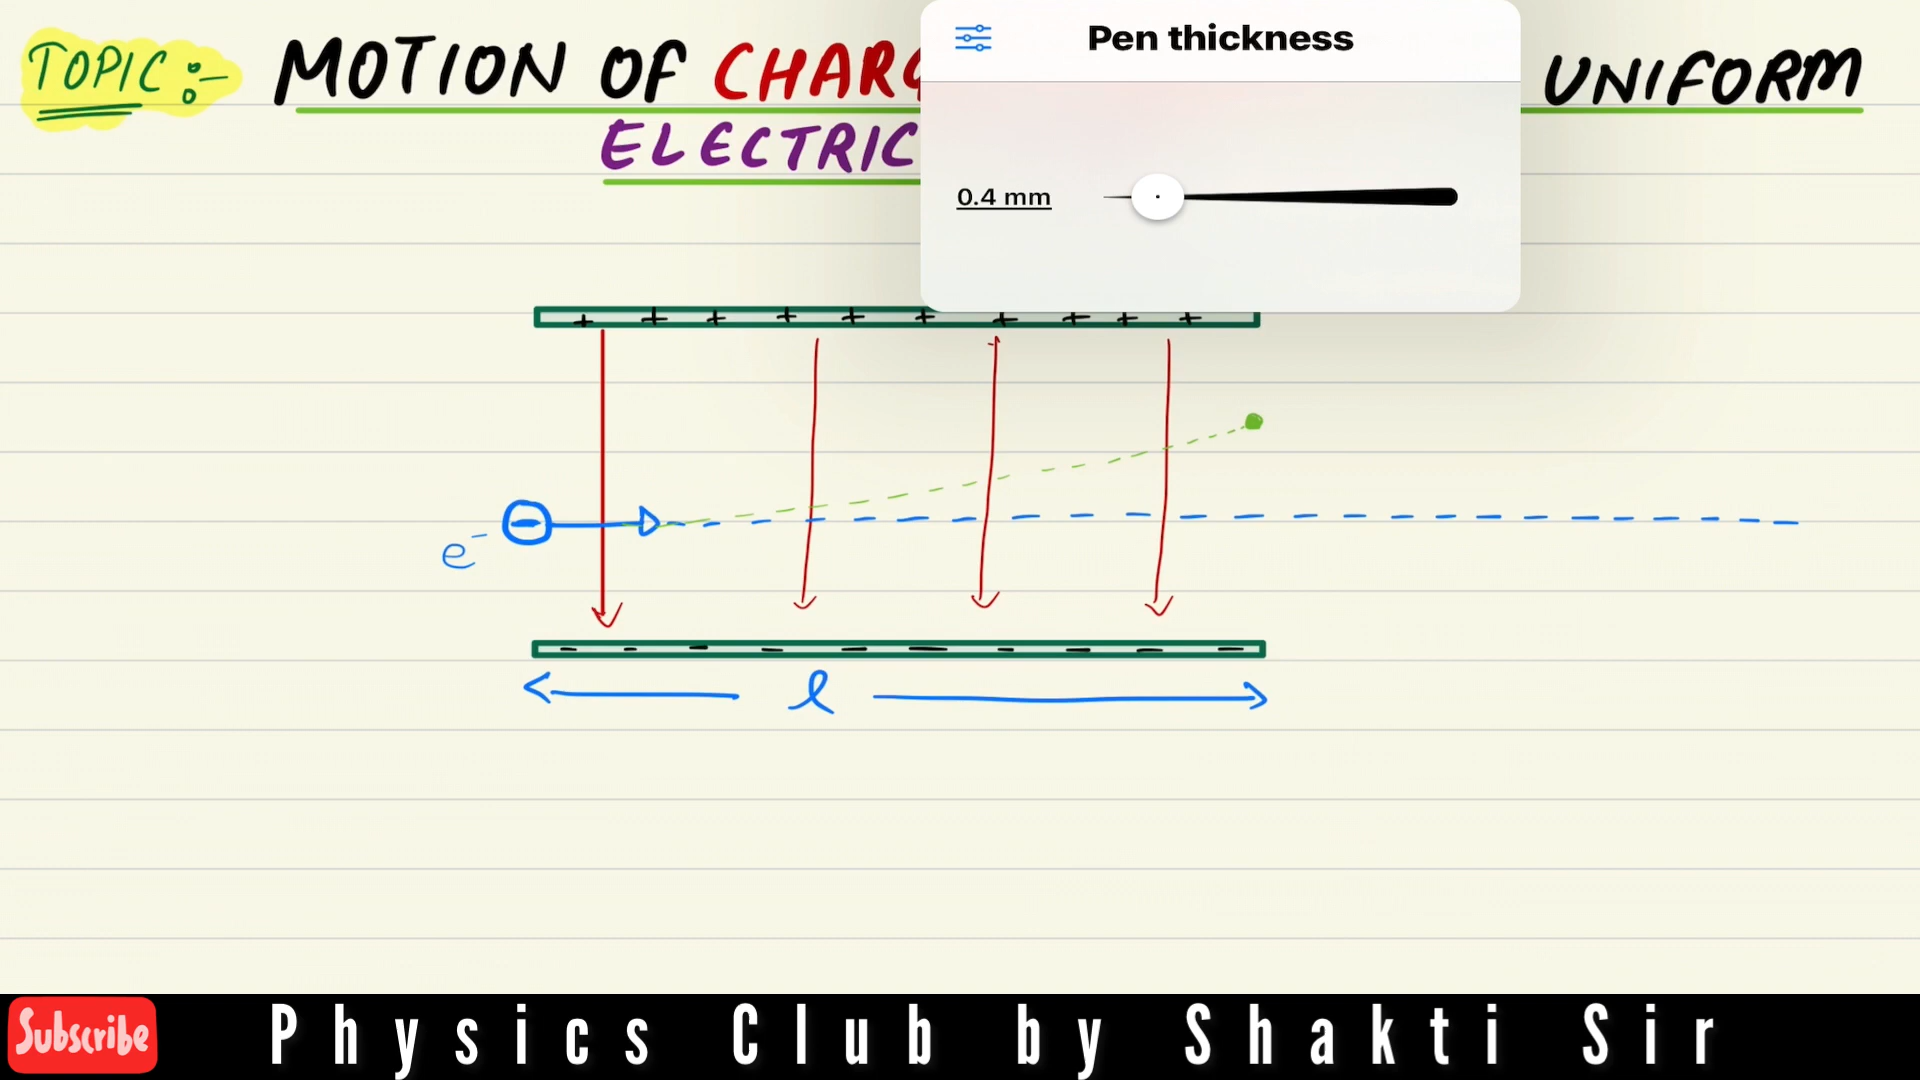 TOPIC :- MOTION OF CHARG UNIFORM
ELECTRIC
Pen thickness
0.4 mm
+ + + + + + + + + +
e⁻
- - - - - - - - - -
l
Subscribe Physics Club by Shakti Sir